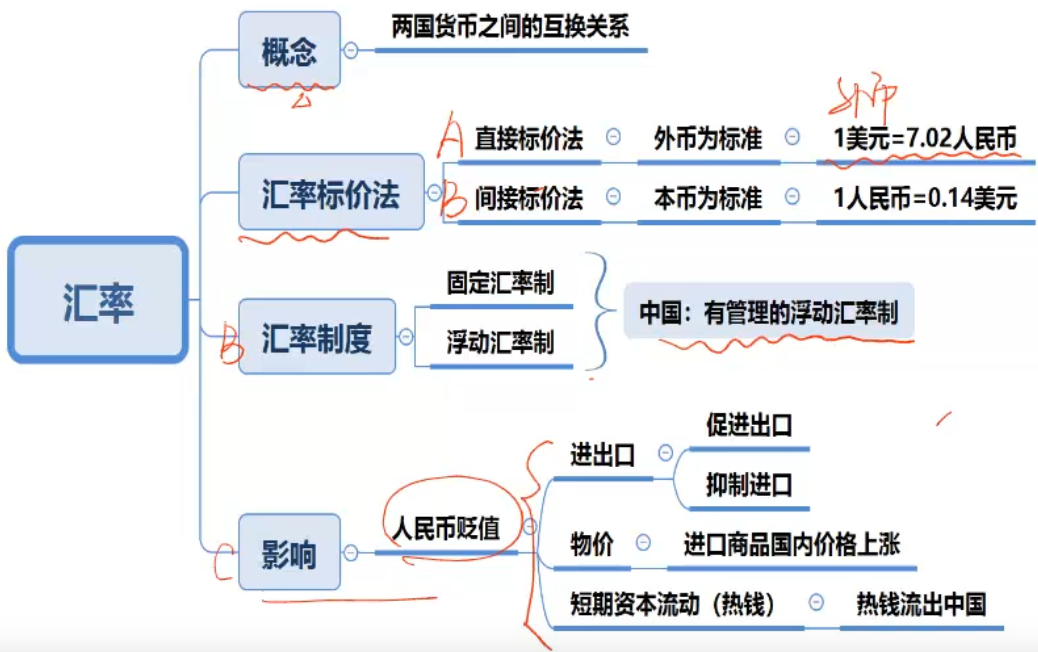 汇率
概念
两国货币之间的互换关系
汇率标价法
A
直接标价法
外币为标准
外币
1美元=7.02人民币
B
间接标价法
本币为标准
1人民币=0.14美元
B
汇率制度
固定汇率制
浮动汇率制
中国：有管理的浮动汇率制
C
影响
人民币贬值
进出口
促进出口
抑制进口
物价
进口商品国内价格上涨
短期资本流动（热钱）
热钱流出中国